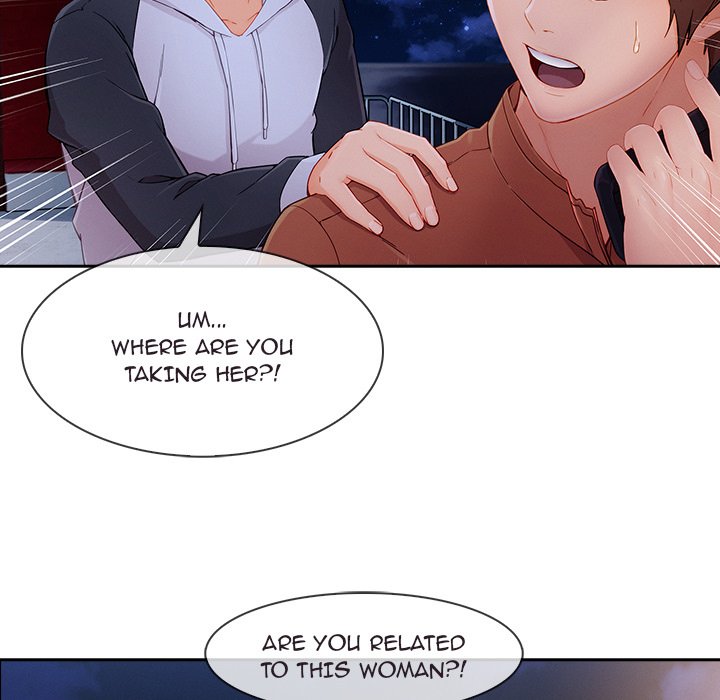 UM...
WHERE ARE YOU
TAKING HER?!
ARE YOU RELATED
TO THIS WOMAN?!